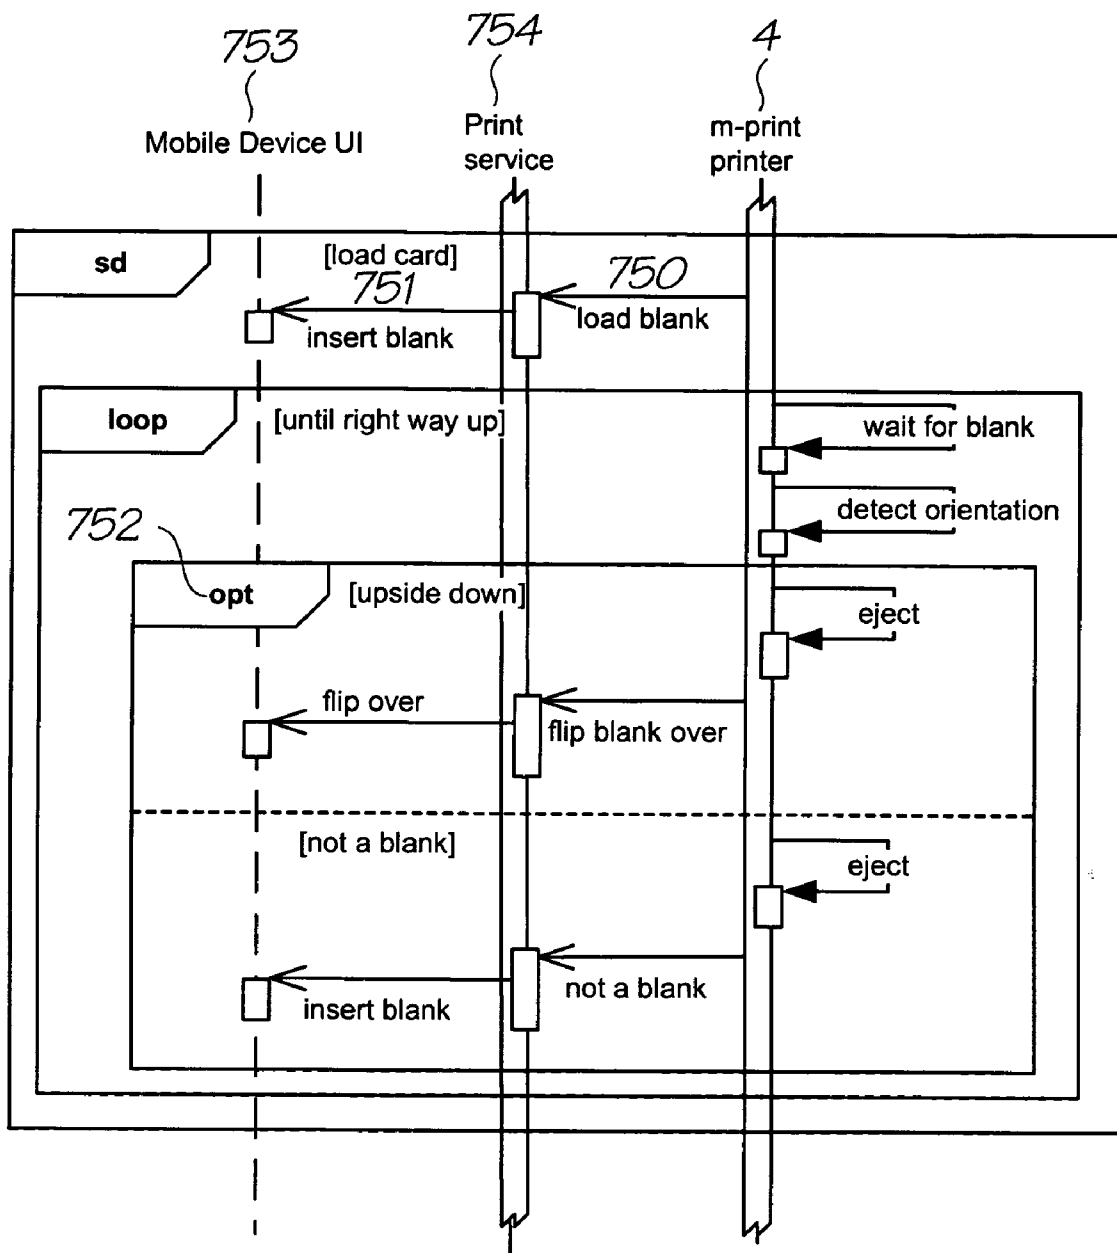 753
754
4
Mobile Device UI
Print
service
m-print
printer
sd
[load card]
751
750
insert blank
load blank
loop
[until right way up]
wait for blank
detect orientation
752
opt
[upside down]
eject
flip over
flip blank over
[not a blank]
eject
insert blank
not a blank